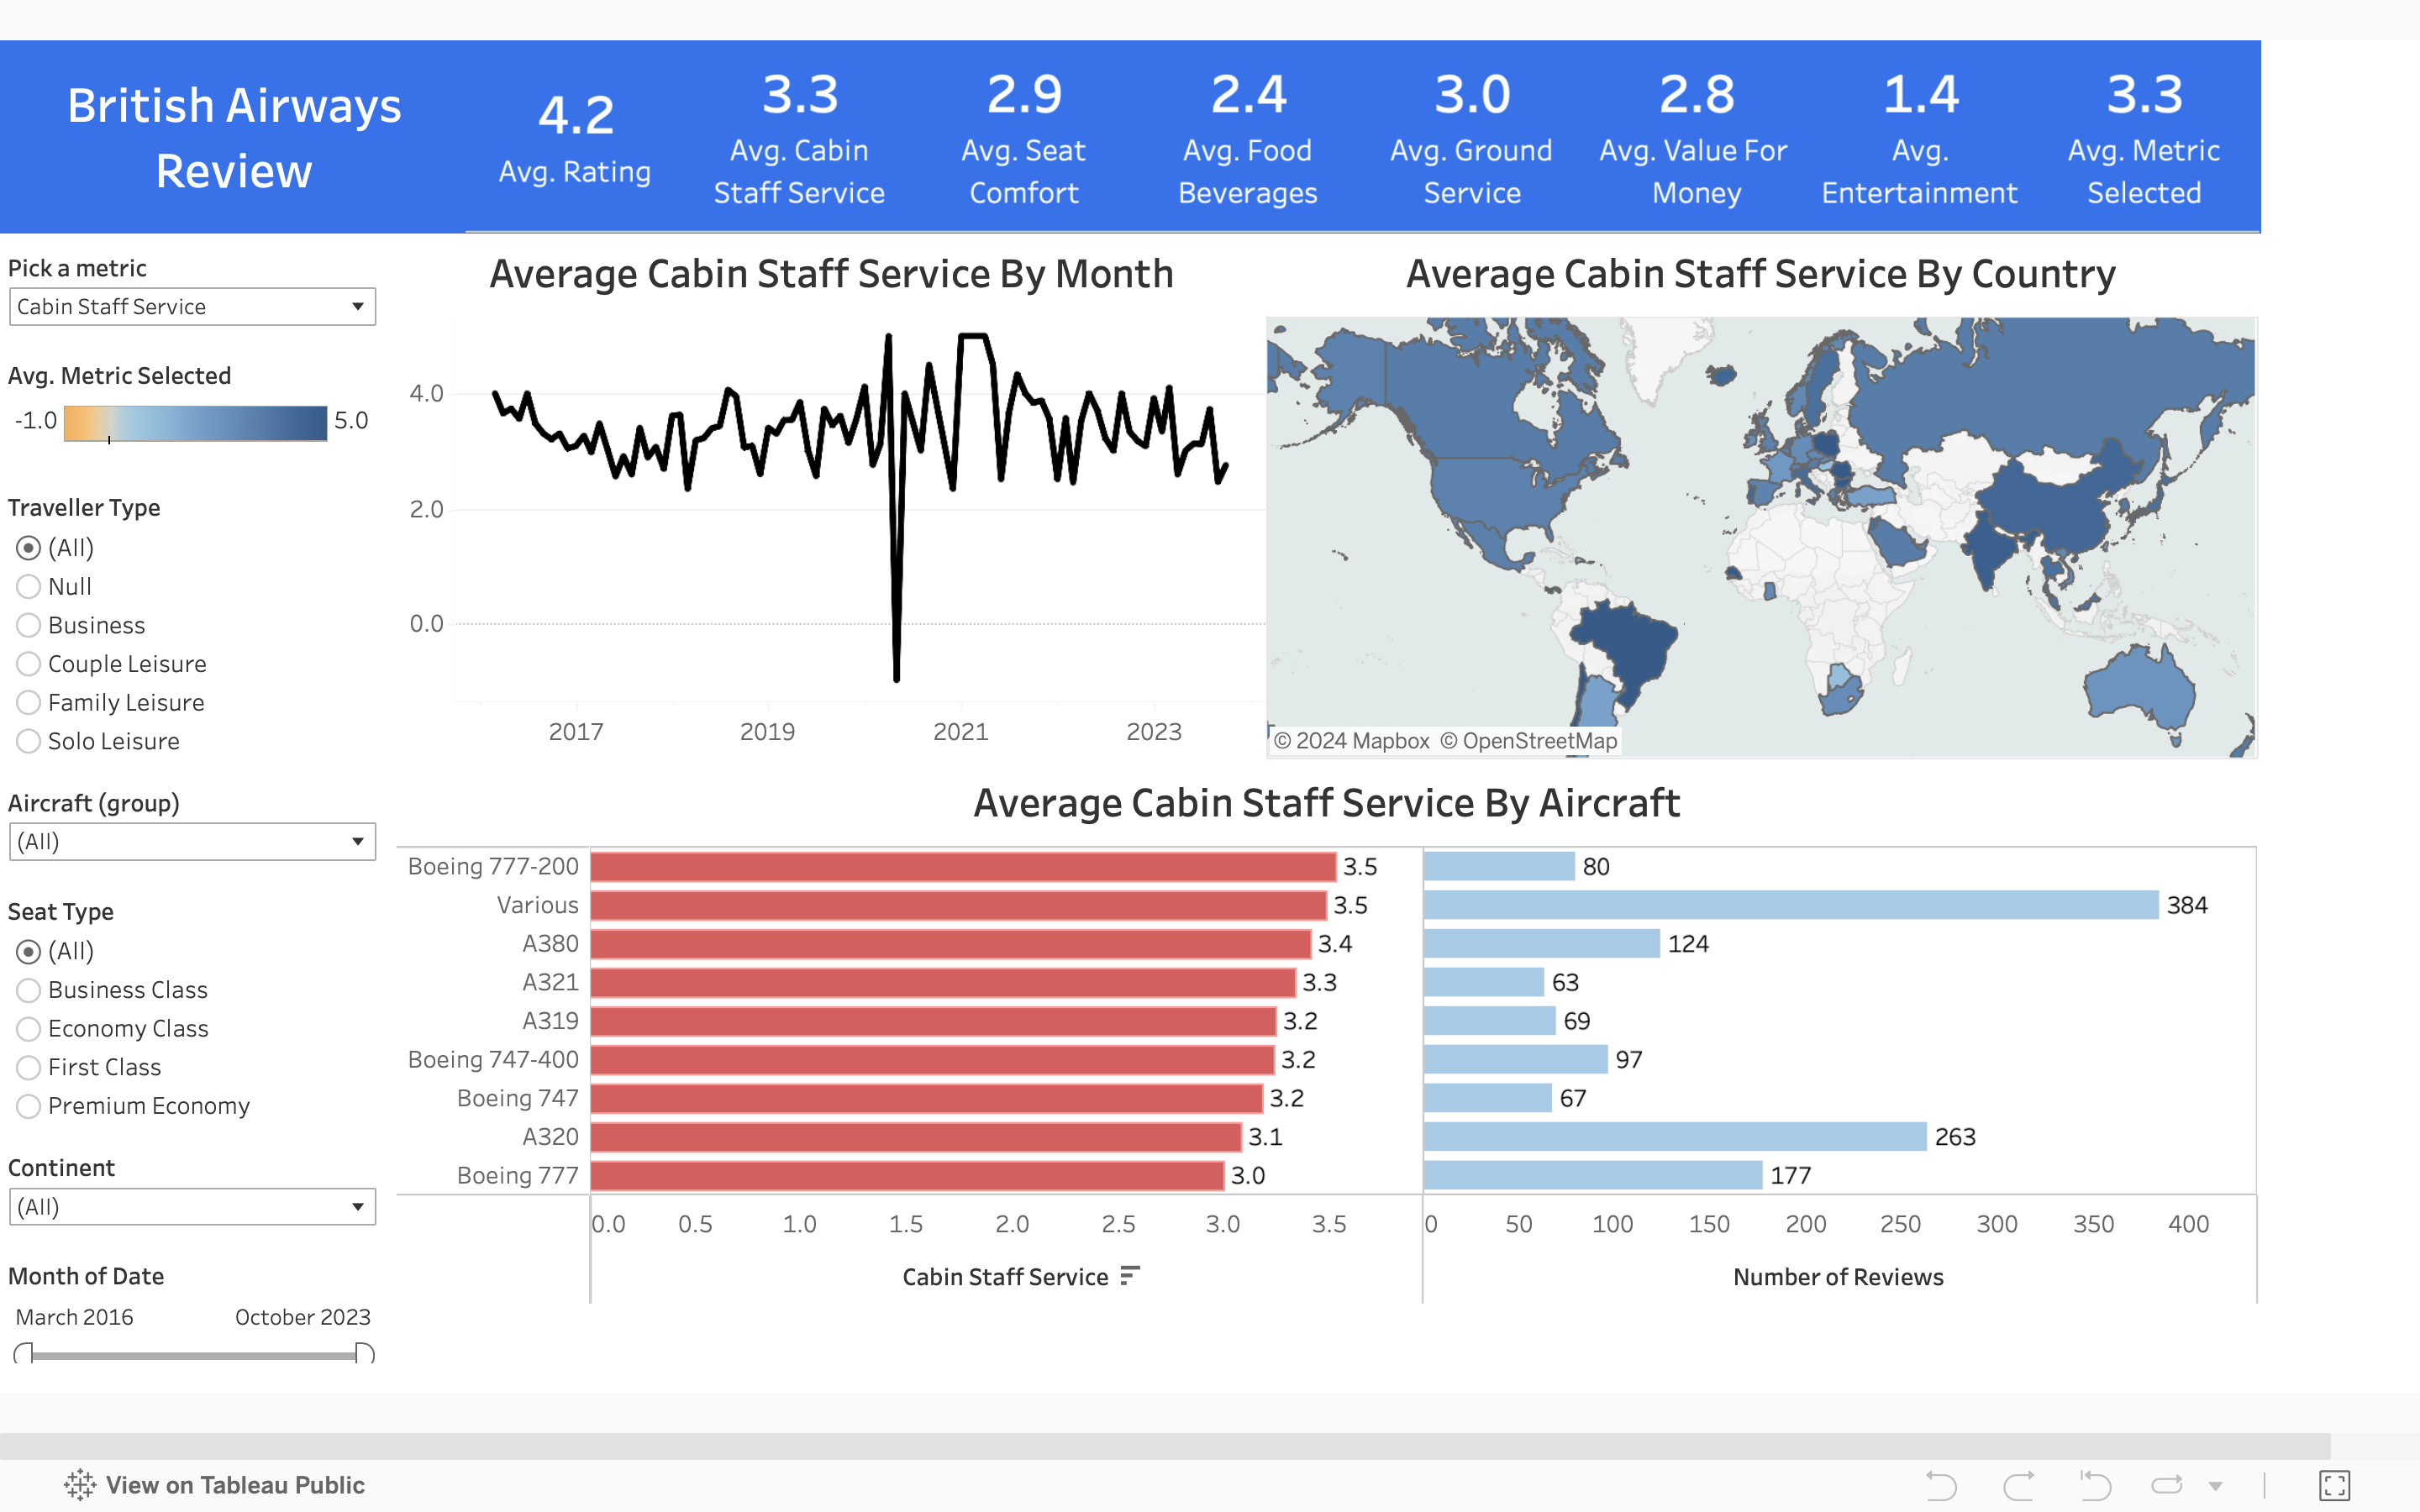 British Airways
Review
4.2
Avg. Rating
3.3
Avg. Cabin
Staff Service
2.9
Avg. Seat
Comfort
2.4
Avg. Food
Beverages
3.0
Avg. Ground
Service
2.8
Avg. Value For
Money
1.4
Avg.
Entertainment
3.3
Avg. Metric
Selected
Pick a metric
Cabin Staff Service
Avg. Metric Selected
-1.0 5.0
Traveller Type
(All)
Null
Business
Couple Leisure
Family Leisure
Solo Leisure
Aircraft (group)
(All)
Seat Type
(All)
Business Class
Economy Class
First Class
Premium Economy
Continent
(All)
Month of Date
March 2016 October 2023
Average Cabin Staff Service By Month
4.0
2.0
0.0
2017 2019 2021 2023
Average Cabin Staff Service By Country
© 2024 Mapbox © OpenStreetMap
Average Cabin Staff Service By Aircraft
Boeing 777-200 3.5 80
Various 3.5 384
A380 3.4 124
A321 3.3 63
A319 3.2 69
Boeing 747-400 3.2 97
Boeing 747 3.2 67
A320 3.1 263
Boeing 777 3.0 177
0.0 0.5 1.0 1.5 2.0 2.5 3.0 3.5 0 50 100 150 200 250 300 350 400
Cabin Staff Service Number of Reviews
View on Tableau Public